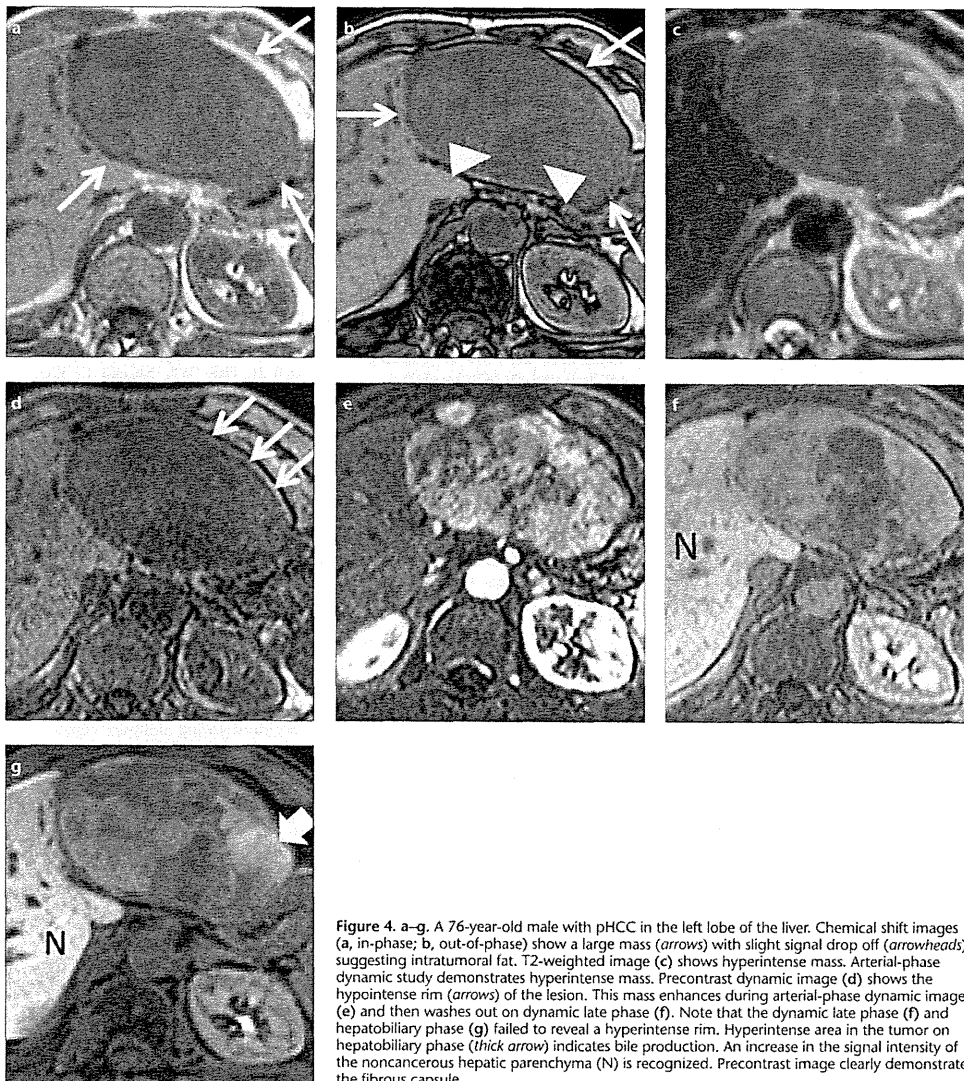 a
b
c
d
e
f
N
g
N
Figure 4. a–g. A 76-year-old male with pHCC in the left lobe of the liver. Chemical shift images
(a, in-phase; b, out-of-phase) show a large mass (arrows) with slight signal drop off (arrowheads)
suggesting intratumoral fat. T2-weighted image (c) shows hyperintense mass. Arterial-phase
dynamic study demonstrates hyperintense mass. Precontrast dynamic image (d) shows the
hypointense rim (arrows) of the lesion. This mass enhances during arterial-phase dynamic image
(e) and then washes out on dynamic late phase (f). Note that the dynamic late phase (f) and
hepatobiliary phase (g) failed to reveal a hyperintense rim. Hyperintense area in the tumor on
hepatobiliary phase (thick arrow) indicates bile production. An increase in the signal intensity of
the noncancerous hepatic parenchyma (N) is recognized. Precontrast image clearly demonstrate
the fibrous capsule